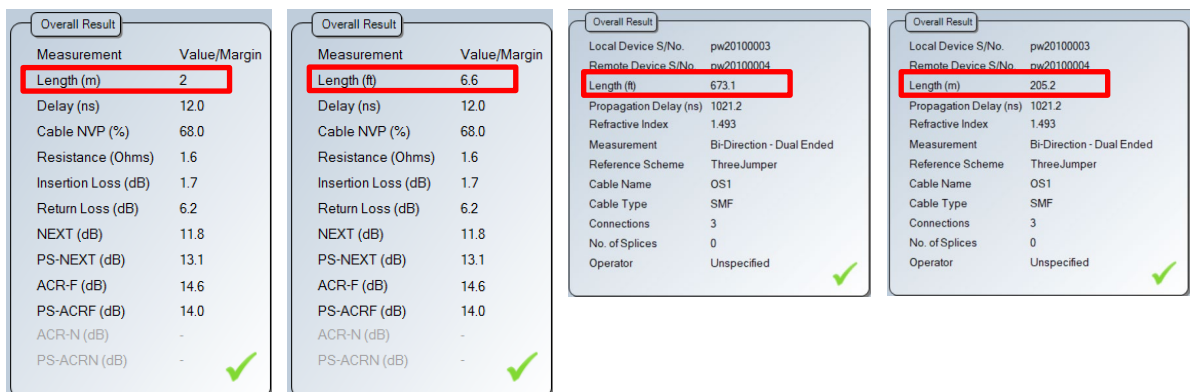 Overall Result
Measurement Value/Margin
Length (m) 2
Delay (ns) 12.0
Cable NVP (%) 68.0
Resistance (Ohms) 1.6
Insertion Loss (dB) 1.7
Return Loss (dB) 6.2
NEXT (dB) 11.8
PS-NEXT (dB) 13.1
ACR-F (dB) 14.6
PS-ACRF (dB) 14.0
ACR-N (dB) -
PS-ACRN (dB) -
Overall Result
Measurement Value/Margin
Length (ft) 6.6
Delay (ns) 12.0
Cable NVP (%) 68.0
Resistance (Ohms) 1.6
Insertion Loss (dB) 1.7
Return Loss (dB) 6.2
NEXT (dB) 11.8
PS-NEXT (dB) 13.1
ACR-F (dB) 14.6
PS-ACRF (dB) 14.0
ACR-N (dB) -
PS-ACRN (dB) -
Overall Result
Local Device S/No. pw20100003
Remote Device S/No. pw20100004
Length (ft) 673.1
Propagation Delay (ns) 1021.2
Refractive Index 1.493
Measurement Bi-Direction - Dual Ended
Reference Scheme ThreeJumper
Cable Name OS1
Cable Type SMF
Connections 3
No. of Splices 0
Operator Unspecified
Overall Result
Local Device S/No. pw20100003
Remote Device S/No. pw20100004
Length (m) 205.2
Propagation Delay (ns) 1021.2
Refractive Index 1.493
Measurement Bi-Direction - Dual Ended
Reference Scheme ThreeJumper
Cable Name OS1
Cable Type SMF
Connections 3
No. of Splices 0
Operator Unspecified